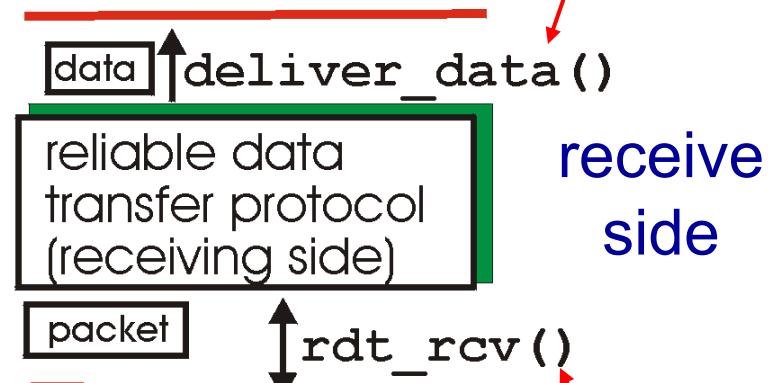 data deliver_data()
reliable data
transfer protocol
(receiving side)
receive
side
packet rdt_rcv()